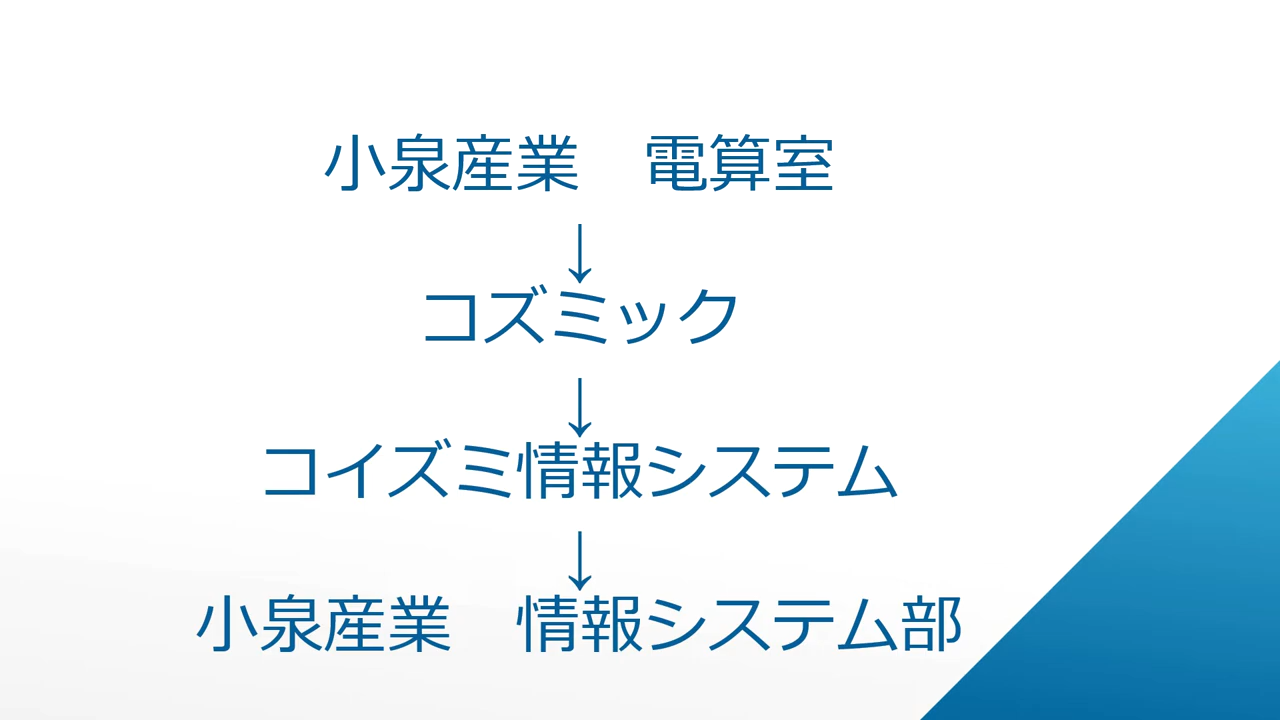 小泉産業　電算室
↓
コズミック
↓
コイズミ情報システム
↓
小泉産業　情報システム部